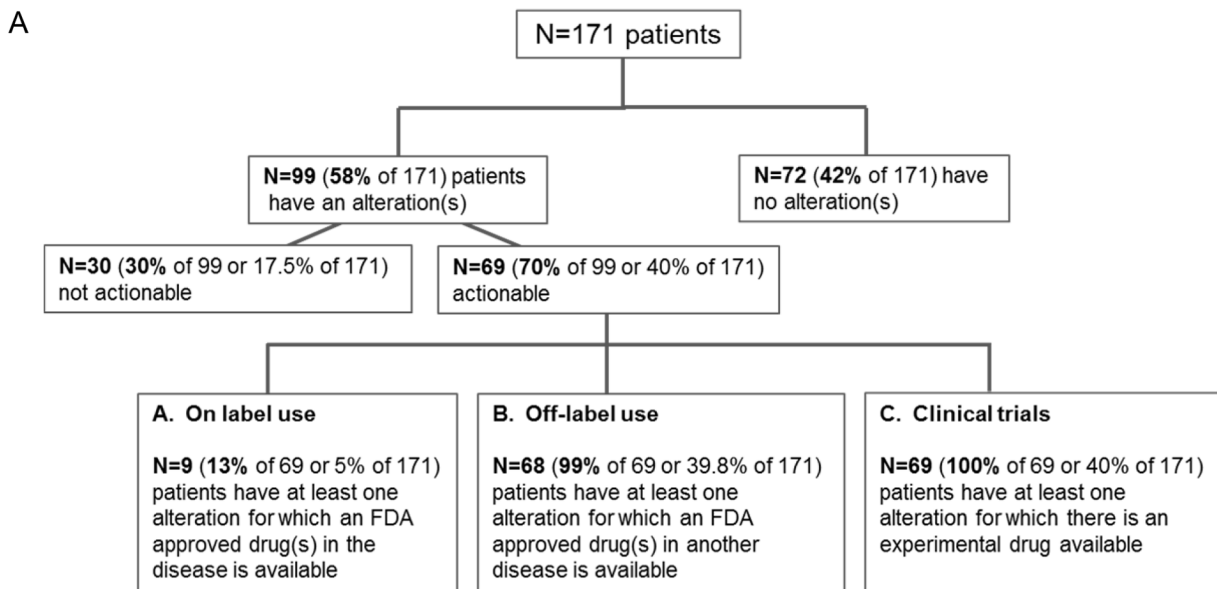 A
N=171 patients
N=99 (58% of 171) patients
have an alteration(s)
N=72 (42% of 171) have
no alteration(s)
N=30 (30% of 99 or 17.5% of 171)
not actionable
N=69 (70% of 99 or 40% of 171)
actionable
A. On label use
N=9 (13% of 69 or 5% of 171)
patients have at least one
alteration for which an FDA
approved drug(s) in the
disease is available
B. Off-label use
N=68 (99% of 69 or 39.8% of 171)
patients have at least one
alteration for which an FDA
approved drug(s) in another
disease is available
C. Clinical trials
N=69 (100% of 69 or 40% of 171)
patients have at least one
alteration for which there is an
experimental drug available